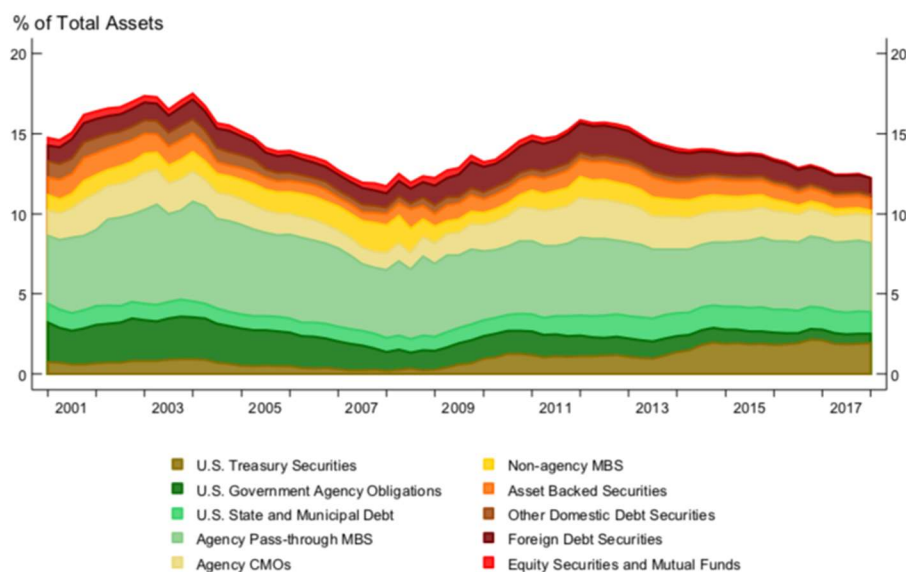 % of Total Assets
20 20
15 15
10 10
5 5
0 0
2001 2003 2005 2007 2009 2011 2013 2015 2017
U.S. Treasury Securities
U.S. Government Agency Obligations
U.S. State and Municipal Debt
Agency Pass-through MBS
Agency CMOs
Non-agency MBS
Asset Backed Securities
Other Domestic Debt Securities
Foreign Debt Securities
Equity Securities and Mutual Funds